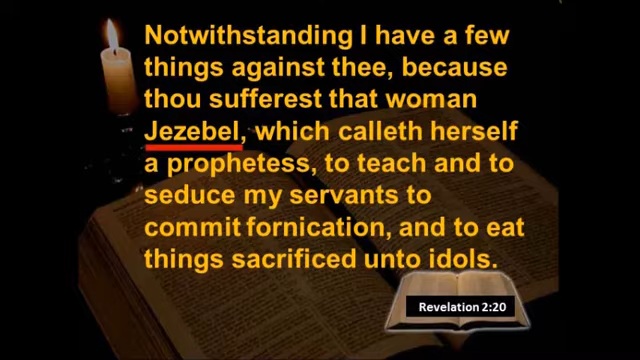 Notwithstanding I have a few
things against thee, because
thou sufferest that woman
Jezebel, which calleth herself
a prophetess, to teach and to
seduce my servants to
commit fornication, and to eat
things sacrificed unto idols.
Revelation 2:20